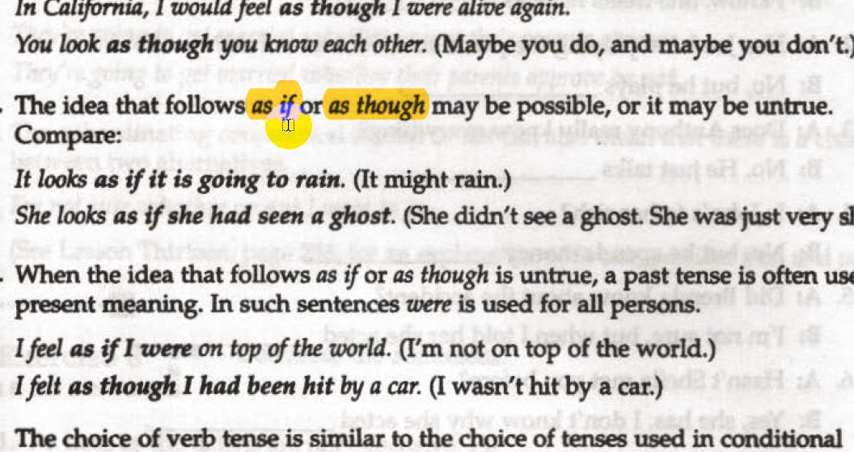 In California, I would feel as though I were alive again.
You look as though you know each other. (Maybe you do, and maybe you don't.)
The idea that follows as if or as though may be possible, or it may be untrue.
Compare:
It looks as if it is going to rain. (It might rain.)
She looks as if she had seen a ghost. (She didn't see a ghost. She was just very
When the idea that follows as if or as though is untrue, a past tense is often
present meaning. In such sentences were is used for all persons.
I feel as if I were on top of the world. (I'm not on top of the world.)
I felt as though I had been hit by a car. (I wasn't hit by a car.)
The choice of verb tense is similar to the choice of tenses used in conditional